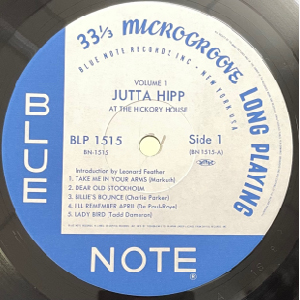 33⅓ MICROGROOVE LONG PLAYING
BLUE NOTE RECORDS INC · NEW YORK USA
VOLUME 1
JUTTA HIPP
AT THE HICKORY HOUSE
BLP 1515
Side 1
BN-1515
(BN 1515-A)
Introduction by Leonard Feather
1. TAKE ME IN YOUR ARMS (Markush)
2. DEAR OLD STOCKHOLM
3. BILLIE'S BOUNCE (Charlie Parker)
4. I'LL REMEMBER APRIL
5. LADY BIRD Tadd Damron)
BLUE
NOTE
®